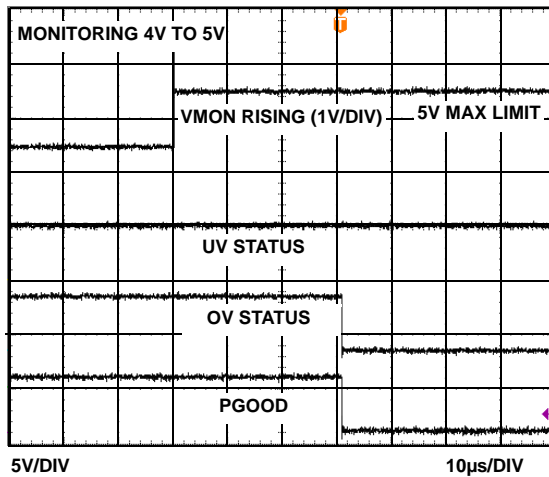 MONITORING 4V TO 5V
T
VMON RISING (1V/DIV)
5V MAX LIMIT
UV STATUS
OV STATUS
PGOOD
5V/DIV
10µs/DIV